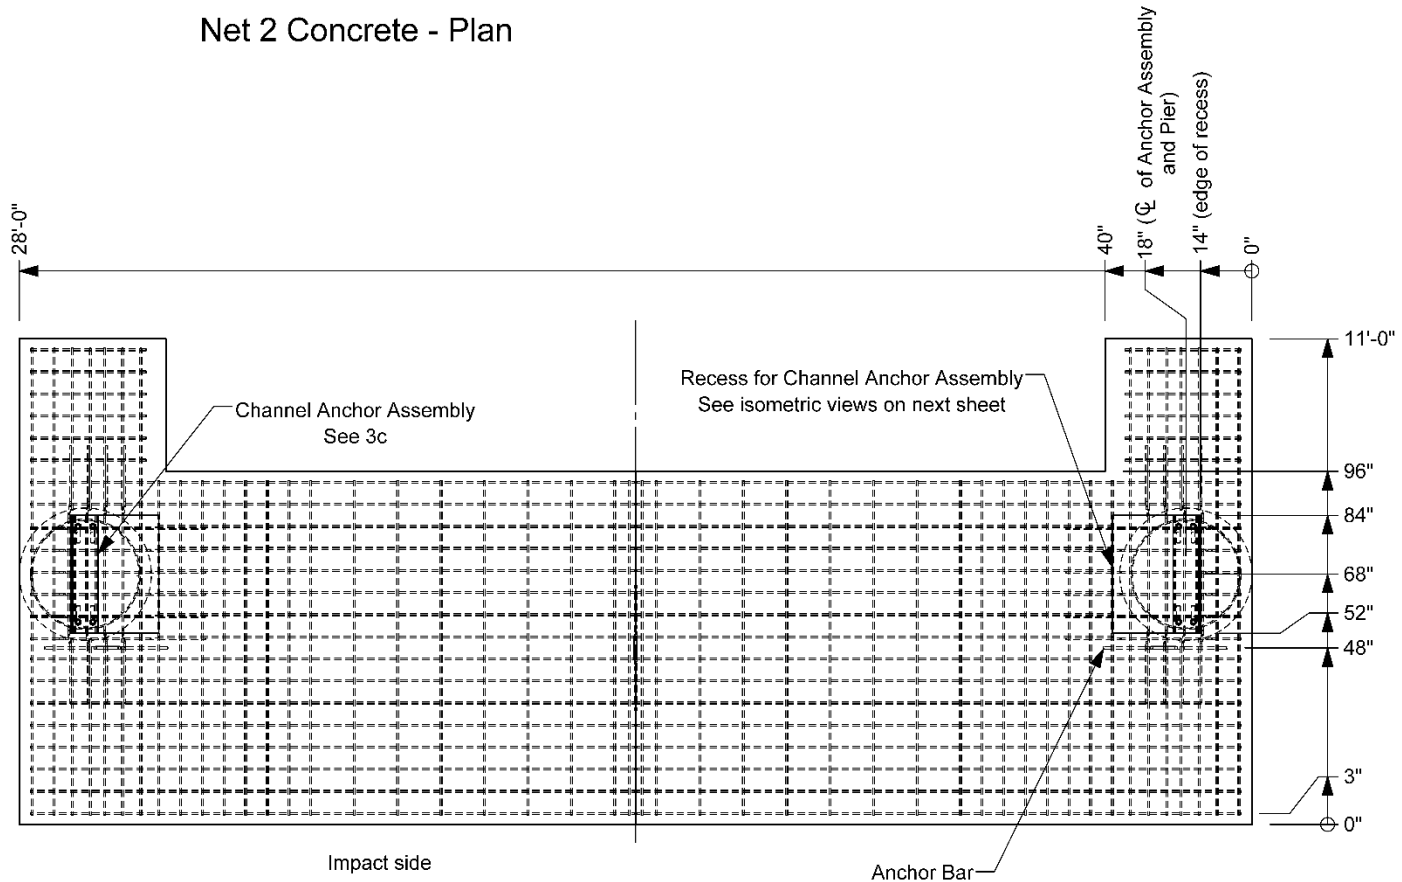 Net 2 Concrete - Plan
28'-0"
40"
18" (℄ of Anchor Assembly
and Pier)
14" (edge of recess)
0"
11'-0"
Recess for Channel Anchor Assembly
See isometric views on next sheet
Channel Anchor Assembly
See 3c
96"
84"
68"
52"
48"
3"
0"
Impact side
Anchor Bar